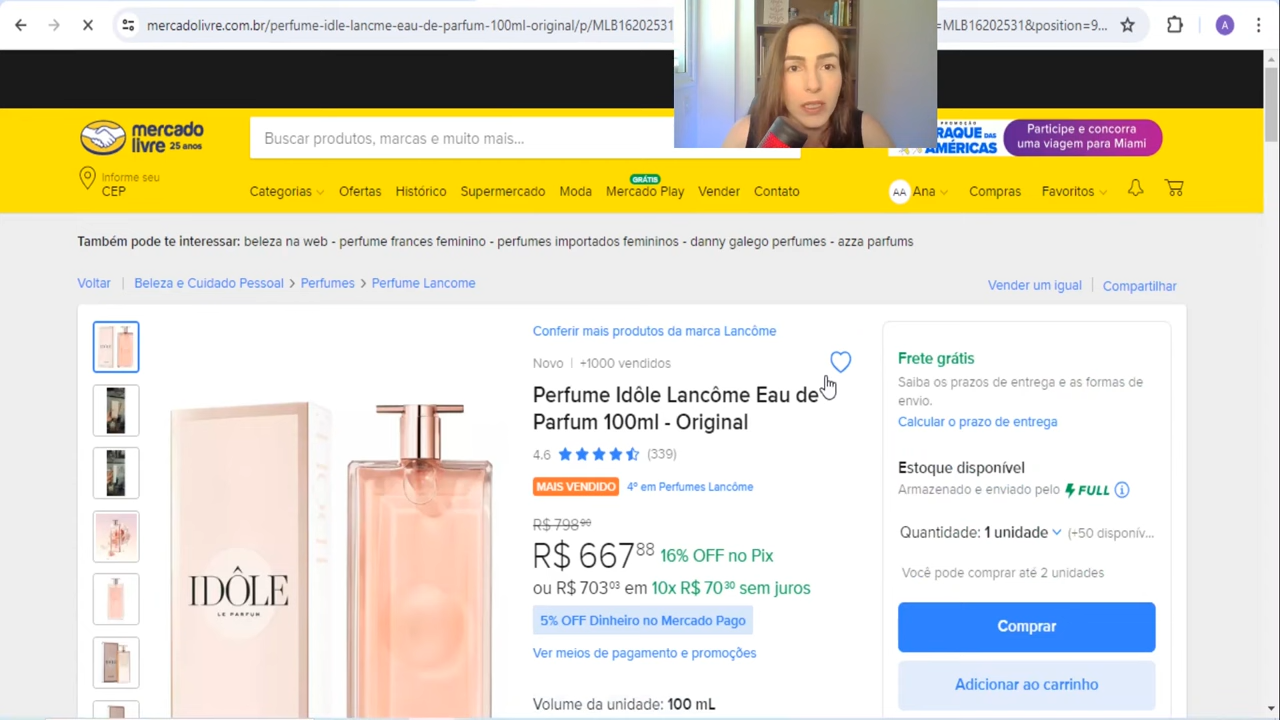 mercadolivre.com.br/perfume-idle-lancme-eau-de-parfum-100ml-original/p/MLB16202531
=MLB16202531&position=9...
A
mercado
livre 25 anos
Buscar produtos, marcas e muito mais...
PROMOÇÃO
RAQUE DAS
AMÉRICAS
Participe e concorra
uma viagem para Miami
Informe seu
CEP
GRÁTIS
Categorias Ofertas Histórico Supermercado Moda Mercado Play Vender Contato
AA Ana Compras Favoritos
Também pode te interessar: beleza na web - perfume frances feminino - perfumes importados femininos - danny galego perfumes - azza parfums
Voltar | Beleza e Cuidado Pessoal > Perfumes > Perfume Lancome
Vender um igual | Compartilhar
Conferir mais produtos da marca Lancôme
Novo | +1000 vendidos
Perfume Idôle Lancôme Eau de
Parfum 100ml - Original
4.6 (339)
MAIS VENDIDO 4º em Perfumes Lancôme
R$ 798,90
R$ 667,88 16% OFF no Pix
ou R$ 703,03 em 10x R$ 70,30 sem juros
5% OFF Dinheiro no Mercado Pago
Ver meios de pagamento e promoções
Volume da unidade: 100 mL
IDÔLE
LE PARFUM
Frete grátis
Saiba os prazos de entrega e as formas de
envio.
Calcular o prazo de entrega
Estoque disponível
Armazenado e enviado pelo FULL
Quantidade: 1 unidade (+50 disponív...
Você pode comprar até 2 unidades
Comprar
Adicionar ao carrinho